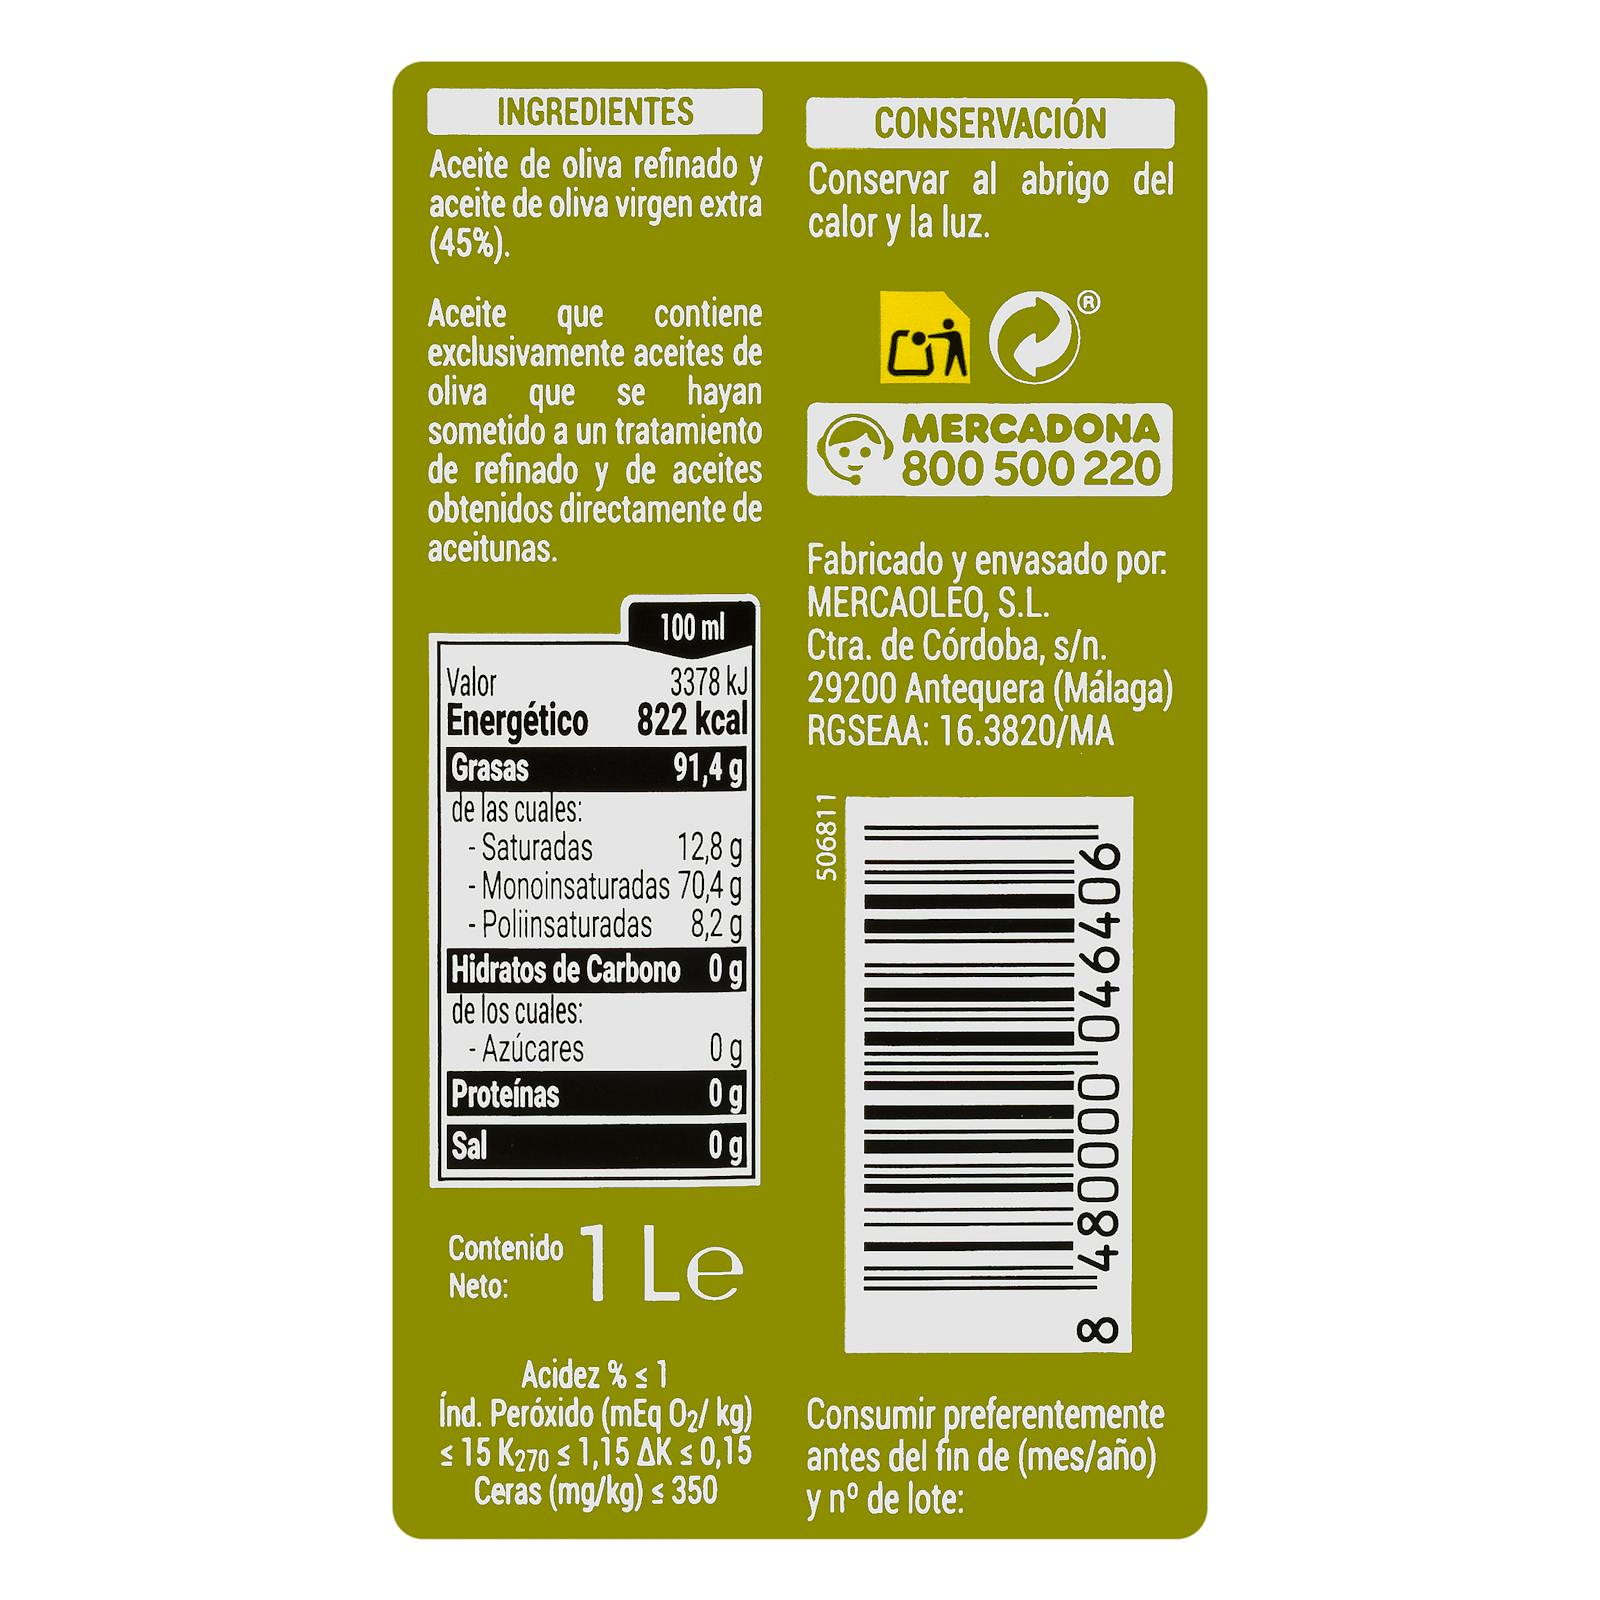 INGREDIENTES
Aceite de oliva refinado y
aceite de oliva virgen extra
(45%).
Aceite que contiene
exclusivamente aceites de
oliva que se hayan
sometido a un tratamiento
de refinado y de aceites
obtenidos directamente de
aceitunas.
100 ml
Valor 3378 kJ
Energético 822 kcal
Grasas 91,4 g
de las cuales:
- Saturadas 12,8 g
- Monoinsaturadas 70,4 g
- Poliinsaturadas 8,2 g
Hidratos de Carbono 0 g
de los cuales:
- Azúcares 0 g
Proteínas 0 g
Sal 0 g
Contenido
Neto: 1 L e
Acidez % ≤ 1
Índ. Peróxido (mEq O₂/ kg)
≤ 15 K₂₇₀ ≤ 1,15 ΔK ≤ 0,15
Ceras (mg/kg) ≤ 350
CONSERVACIÓN
Conservar al abrigo del
calor y la luz.
®
MERCADONA
800 500 220
Fabricado y envasado por:
MERCAOLEO, S.L.
Ctra. de Córdoba, s/n.
29200 Antequera (Málaga)
RGSEAA: 16.3820/MA
506811
8 480000 046406
Consumir preferentemente
antes del fin de (mes/año)
y nº de lote: